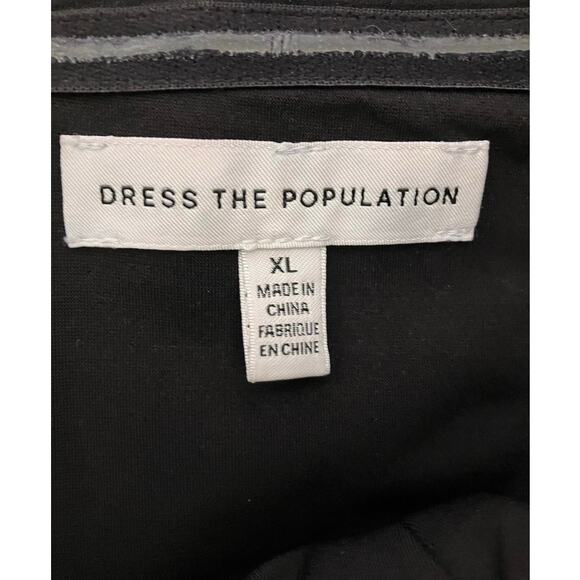 DRESS THE POPULATION
XL
MADE IN
CHINA
FABRIQUE
EN CHINE